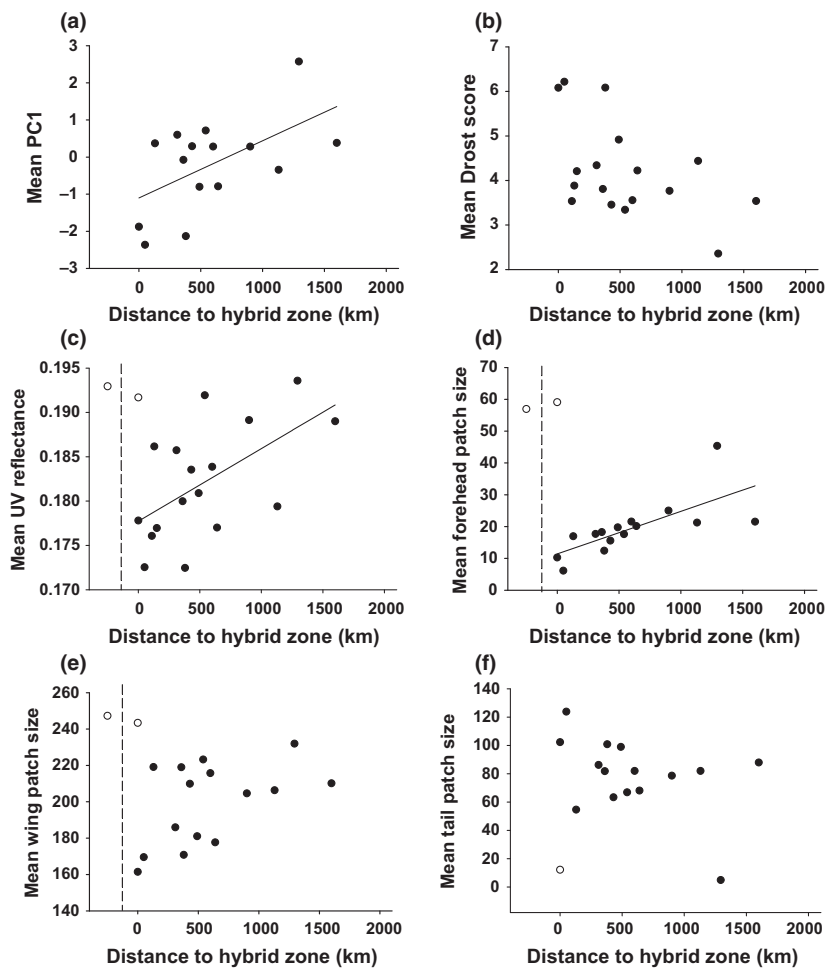 (a)
3
2
1
0
–1
–2
–3
Mean PC1
0 500 1000 1500 2000
Distance to hybrid zone (km)
(b)
7
6
5
4
3
2
Mean Drost score
0 500 1000 1500 2000
Distance to hybrid zone (km)
(c)
0.195
0.190
0.185
0.180
0.175
0.170
Mean UV reflectance
0 500 1000 1500 2000
Distance to hybrid zone (km)
(d)
70
60
50
40
30
20
10
0
Mean forehead patch size
0 500 1000 1500 2000
Distance to hybrid zone (km)
(e)
260
240
220
200
180
160
140
Mean wing patch size
0 500 1000 1500 2000
Distance to hybrid zone (km)
(f)
140
120
100
80
60
40
20
0
Mean tail patch size
0 500 1000 1500 2000
Distance to hybrid zone (km)